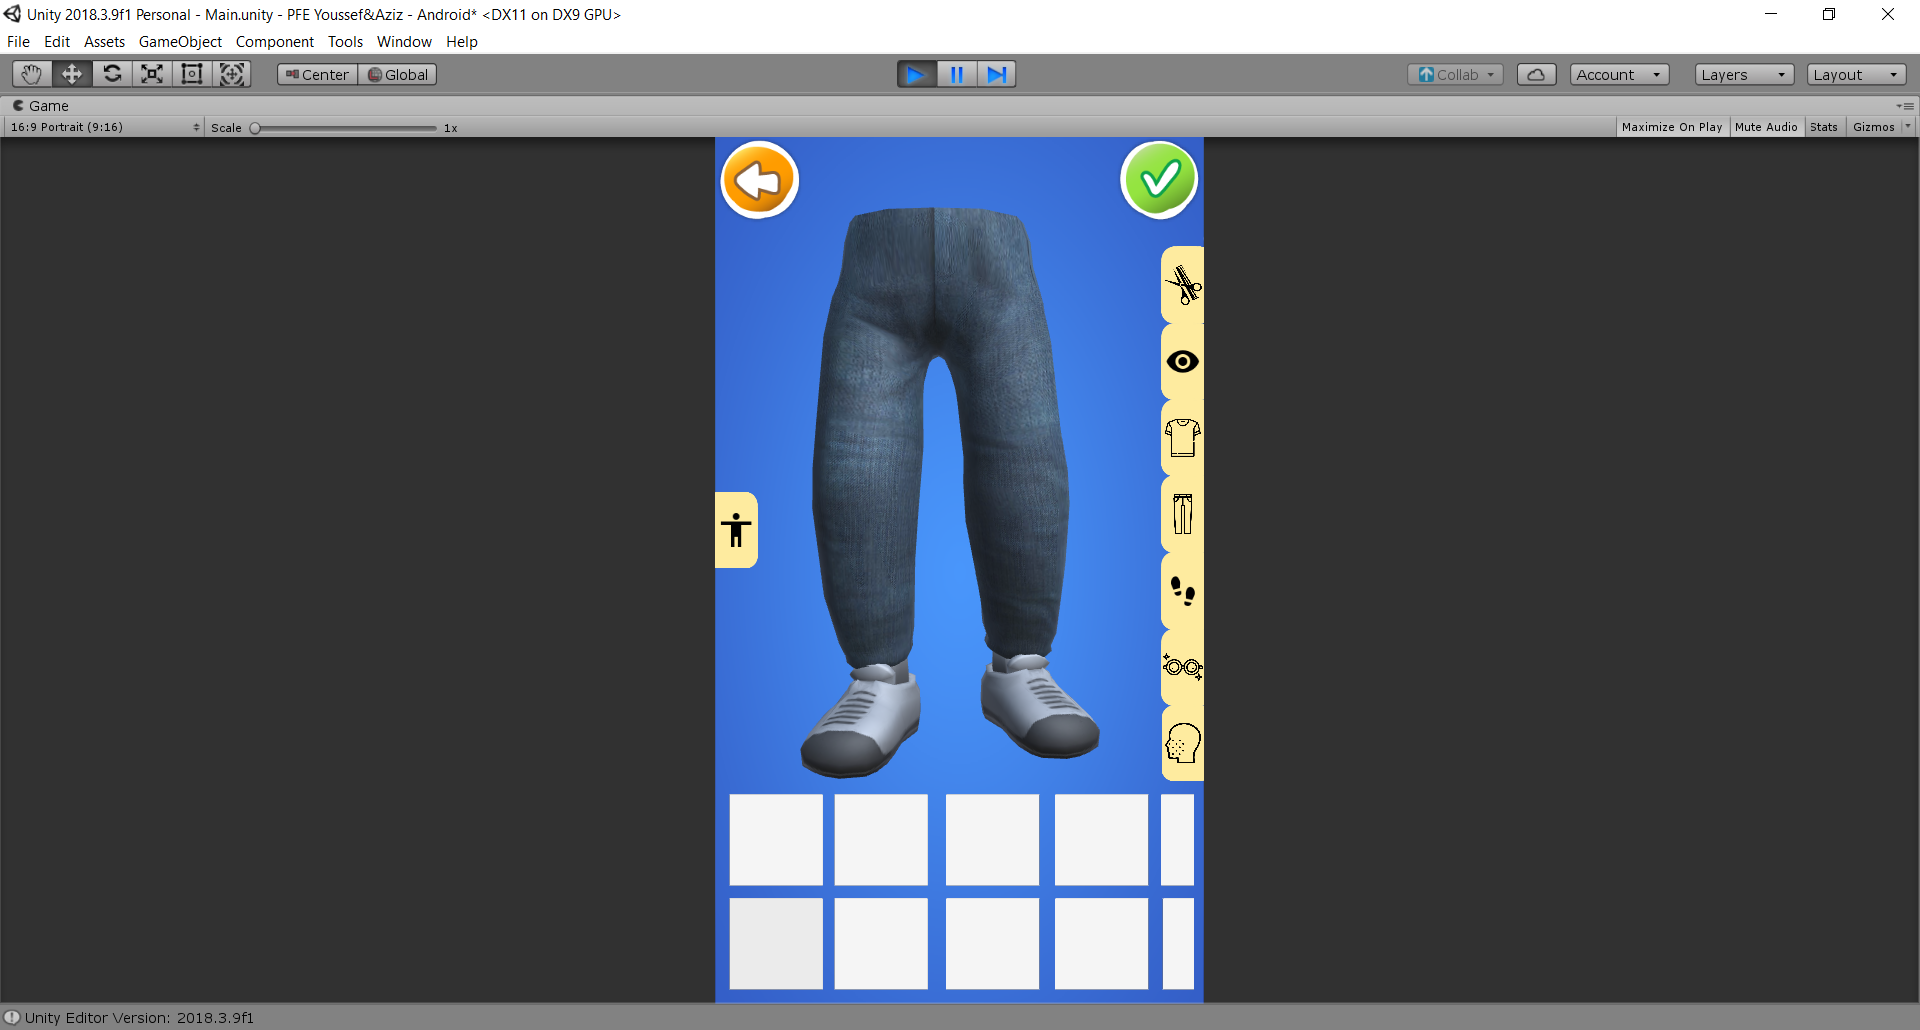 Unity 2018.3.9f1 Personal - Main.unity - PFE Youssef&Aziz - Android* <DX11 on DX9 GPU>
File Edit Assets GameObject Component Tools Window Help
Center Global Collab Account Layers Layout
Game
16:9 Portrait (9:16) Scale 1x Maximize On Play Mute Audio Stats Gizmos
Unity Editor Version: 2018.3.9f1